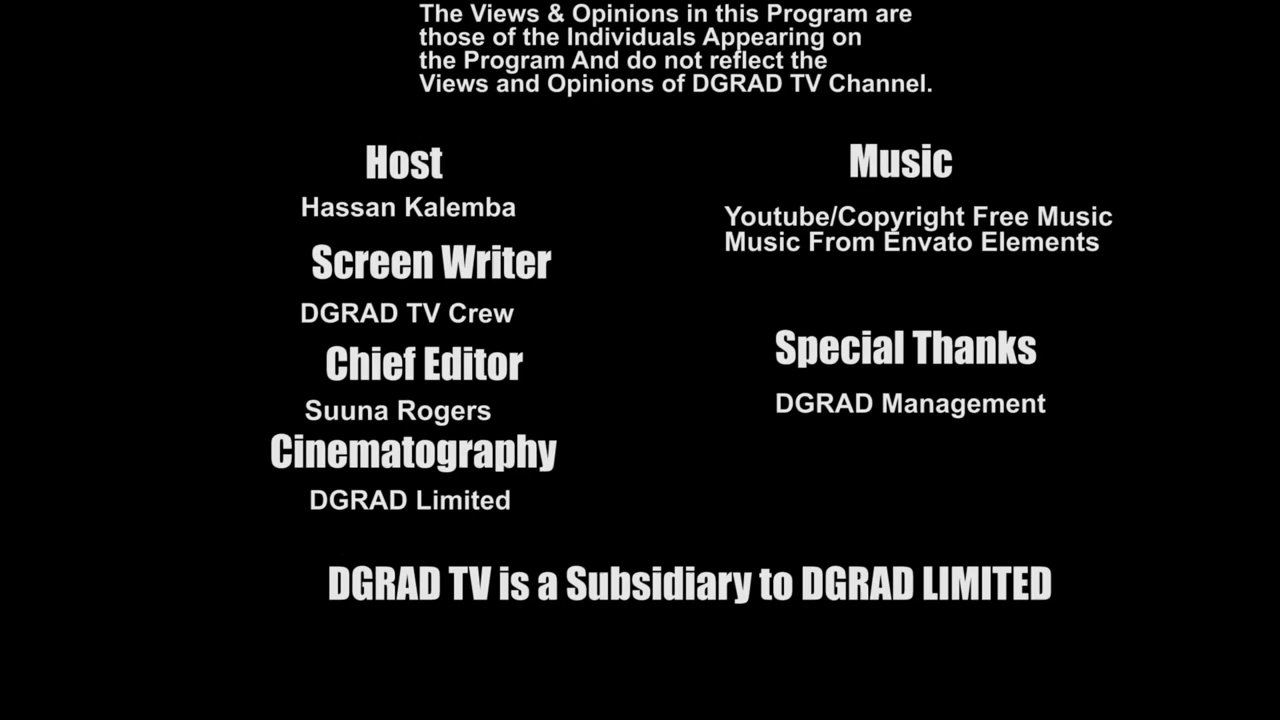 The Views & Opinions in this Program are
those of the Individuals Appearing on
the Program And do not reflect the
Views and Opinions of DGRAD TV Channel.
Host
Hassan Kalemba
Screen Writer
DGRAD TV Crew
Chief Editor
Suuna Rogers
Cinematography
DGRAD Limited
Music
Youtube/Copyright Free Music
Music From Envato Elements
Special Thanks
DGRAD Management
DGRAD TV is a Subsidiary to DGRAD LIMITED